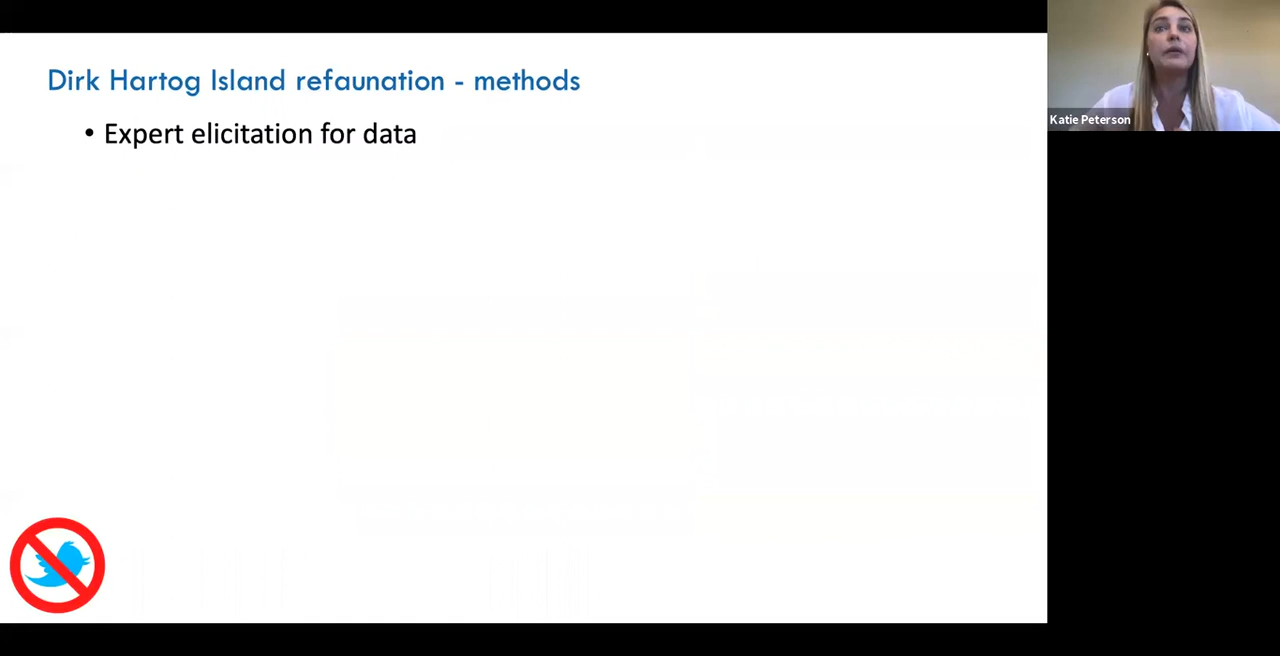 Dirk Hartog Island refaunation - methods
• Expert elicitation for data
Katie Peterson